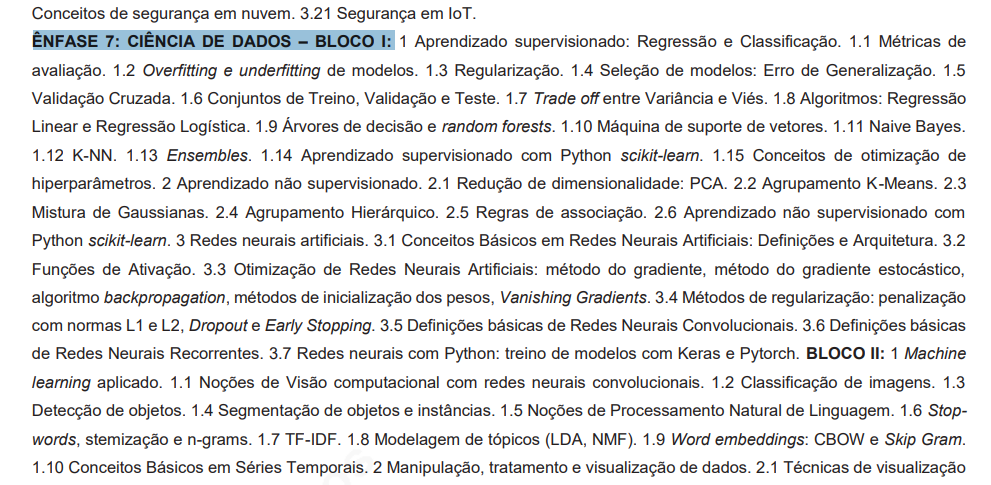 Conceitos de segurança em nuvem. 3.21 Segurança em IoT.
ÊNFASE 7: CIÊNCIA DE DADOS – BLOCO I: 1 Aprendizado supervisionado: Regressão e Classificação. 1.1 Métricas de
avaliação. 1.2 Overfitting e underfitting de modelos. 1.3 Regularização. 1.4 Seleção de modelos: Erro de Generalização. 1.5
Validação Cruzada. 1.6 Conjuntos de Treino, Validação e Teste. 1.7 Trade off entre Variância e Viés. 1.8 Algoritmos: Regressão
Linear e Regressão Logística. 1.9 Árvores de decisão e random forests. 1.10 Máquina de suporte de vetores. 1.11 Naive Bayes.
1.12 K-NN. 1.13 Ensembles. 1.14 Aprendizado supervisionado com Python scikit-learn. 1.15 Conceitos de otimização de
hiperparâmetros. 2 Aprendizado não supervisionado. 2.1 Redução de dimensionalidade: PCA. 2.2 Agrupamento K-Means. 2.3
Mistura de Gaussianas. 2.4 Agrupamento Hierárquico. 2.5 Regras de associação. 2.6 Aprendizado não supervisionado com
Python scikit-learn. 3 Redes neurais artificiais. 3.1 Conceitos Básicos em Redes Neurais Artificiais: Definições e Arquitetura. 3.2
Funções de Ativação. 3.3 Otimização de Redes Neurais Artificiais: método do gradiente, método do gradiente estocástico,
algoritmo backpropagation, métodos de inicialização dos pesos, Vanishing Gradients. 3.4 Métodos de regularização: penalização
com normas L1 e L2, Dropout e Early Stopping. 3.5 Definições básicas de Redes Neurais Convolucionais. 3.6 Definições básicas
de Redes Neurais Recorrentes. 3.7 Redes neurais com Python: treino de modelos com Keras e Pytorch. BLOCO II: 1 Machine
learning aplicado. 1.1 Noções de Visão computacional com redes neurais convolucionais. 1.2 Classificação de imagens. 1.3
Detecção de objetos. 1.4 Segmentação de objetos e instâncias. 1.5 Noções de Processamento Natural de Linguagem. 1.6 Stop-
words, stemização e n-grams. 1.7 TF-IDF. 1.8 Modelagem de tópicos (LDA, NMF). 1.9 Word embeddings: CBOW e Skip Gram.
1.10 Conceitos Básicos em Séries Temporais. 2 Manipulação, tratamento e visualização de dados. 2.1 Técnicas de visualização